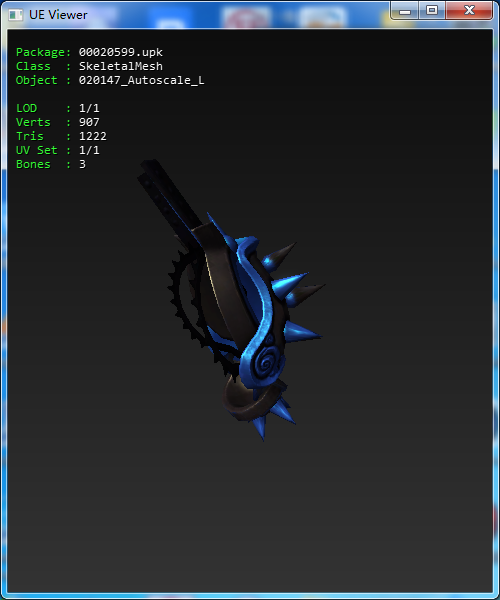 UE Viewer
Package: 00020599.upk
Class : SkeletalMesh
Object : 020147_Autoscale_L
LOD : 1/1
Verts : 907
Tris : 1222
UV Set : 1/1
Bones : 3